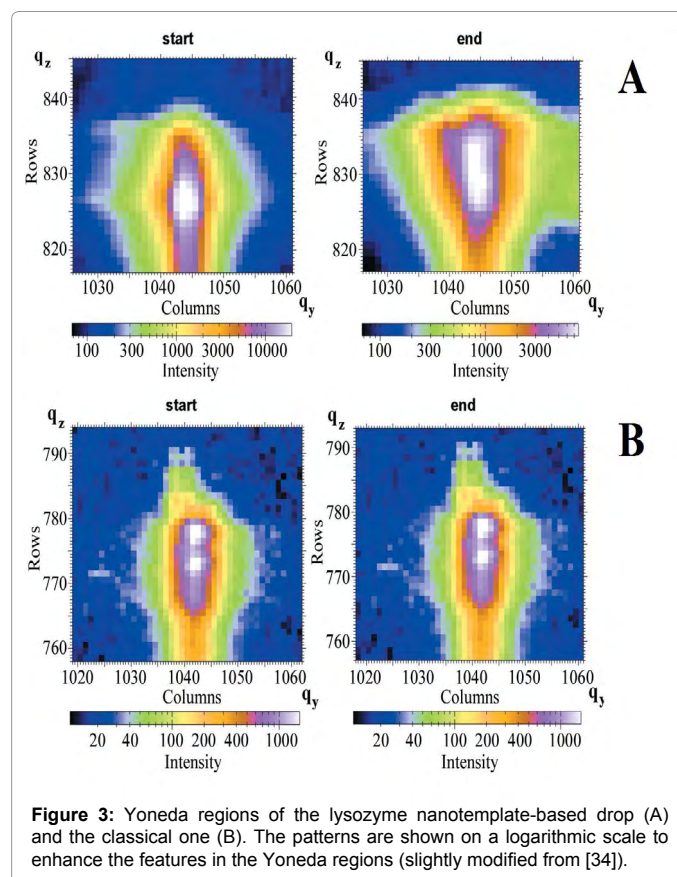 start end
A
q_z q_z
840 840
Rows 830 Rows 830
820 820
1030 1040 1050 1060 1030 1040 1050 1060
Columns q_y Columns q_y
100 300 1000 3000 10000 100 300 1000 3000
Intensity Intensity
start end
B
q_z q_z
790 790
780 780
Rows Rows
770 770
760 760
1020 1030 1040 1050 1060 1020 1030 1040 1050 1060
Columns q_y Columns q_y
20 40 100 200 400 1000 20 40 100 200 400 1000
Intensity Intensity
Figure 3: Yoneda regions of the lysozyme nanotemplate-based drop (A)
and the classical one (B). The patterns are shown on a logarithmic scale to
enhance the features in the Yoneda regions (slightly modified from [34]).